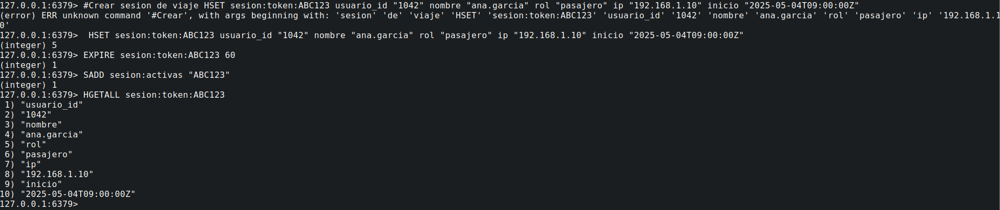 127.0.0.1:6379> #Crear sesion de viaje HSET sesion:token:ABC123 usuario_id "1042" nombre "ana.garcia" rol "pasajero" ip "192.168.1.10" inicio "2025-05-04T09:00:00Z"
(error) ERR unknown command '#Crear', with args beginning with: 'sesion' 'de' 'viaje' 'HSET' 'sesion:token:ABC123' 'usuario_id' '1042' 'nombre' 'ana.garcia' 'rol' 'pasajero' 'ip' '192.168.1.1
0'
127.0.0.1:6379>  HSET sesion:token:ABC123 usuario_id "1042" nombre "ana.garcia" rol "pasajero" ip "192.168.1.10" inicio "2025-05-04T09:00:00Z"
(integer) 5
127.0.0.1:6379> EXPIRE sesion:token:ABC123 60
(integer) 1
127.0.0.1:6379> SADD sesion:activas "ABC123"
(integer) 1
127.0.0.1:6379> HGETALL sesion:token:ABC123
 1) "usuario_id"
 2) "1042"
 3) "nombre"
 4) "ana.garcia"
 5) "rol"
 6) "pasajero"
 7) "ip"
 8) "192.168.1.10"
 9) "inicio"
10) "2025-05-04T09:00:00Z"
127.0.0.1:6379>